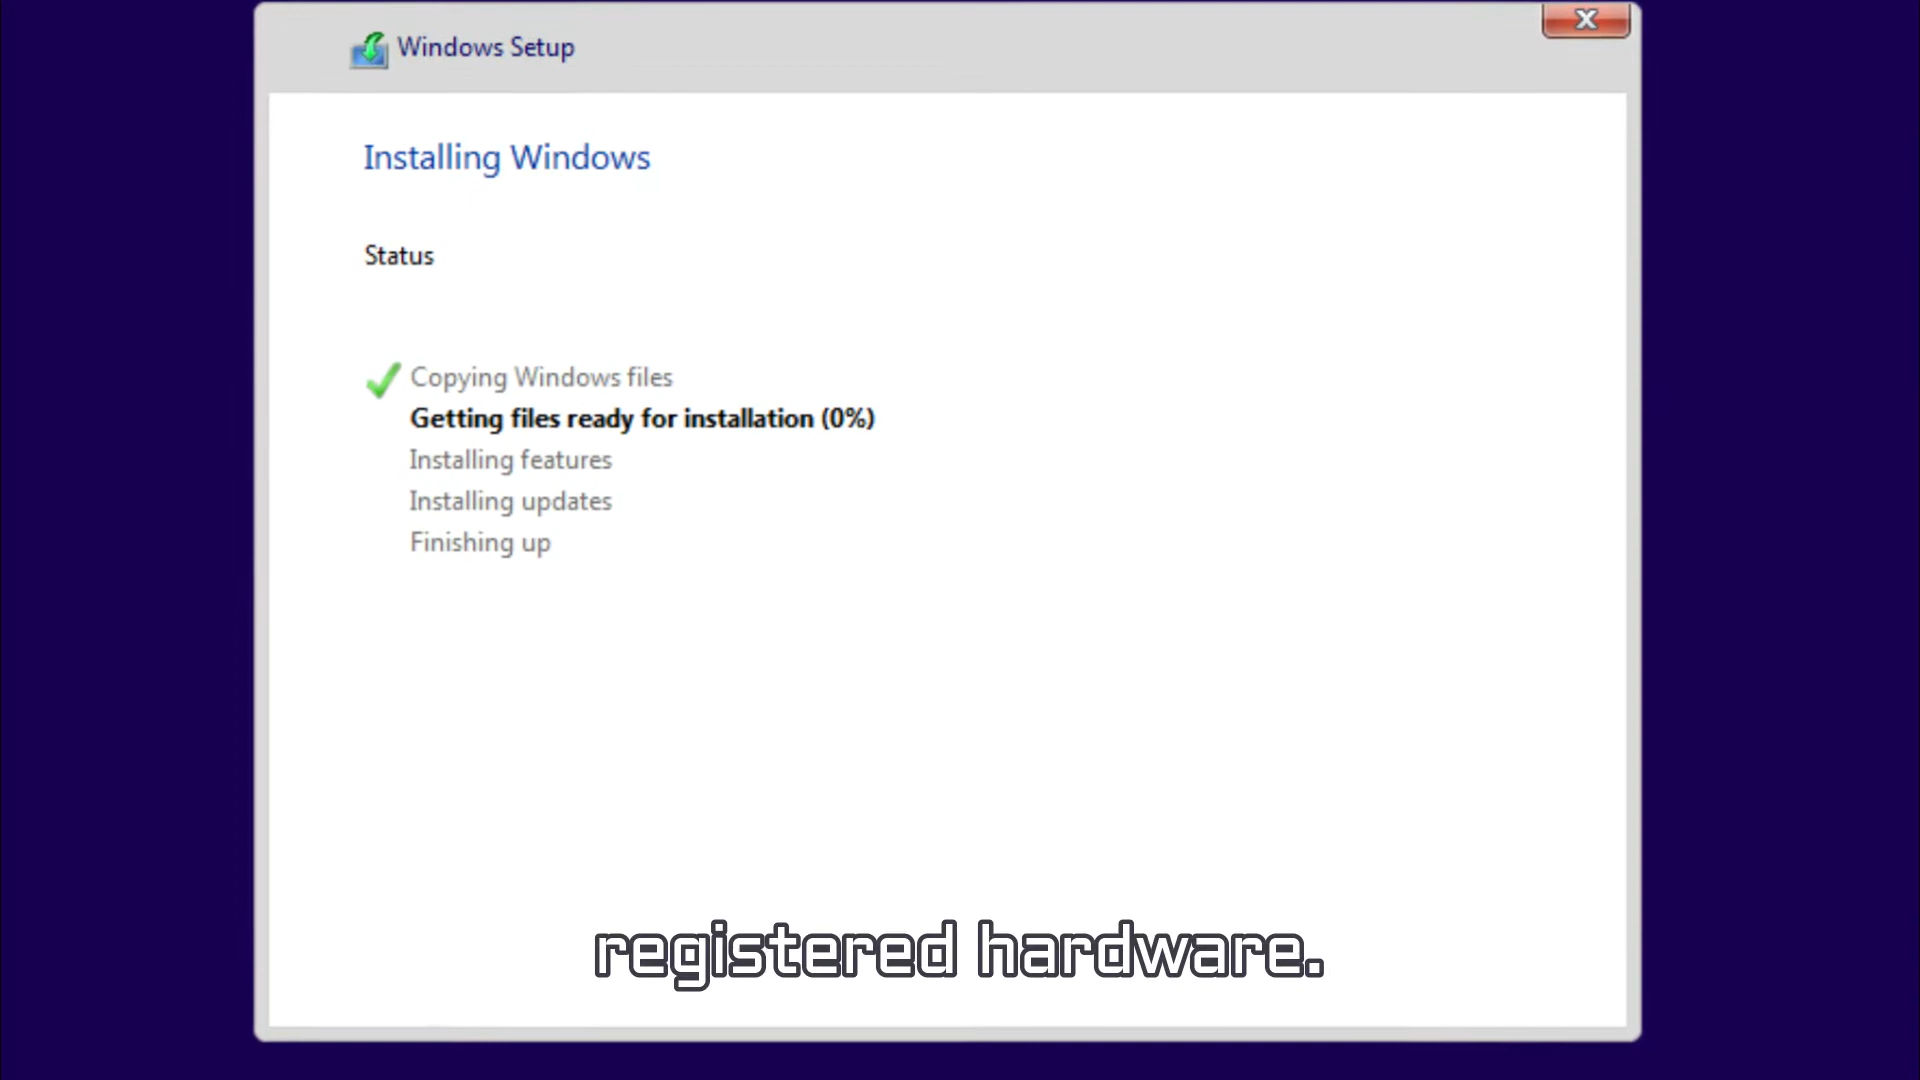 Windows Setup
Installing Windows
Status
Copying Windows files
Getting files ready for installation (0%)
Installing features
Installing updates
Finishing up
registered hardware.